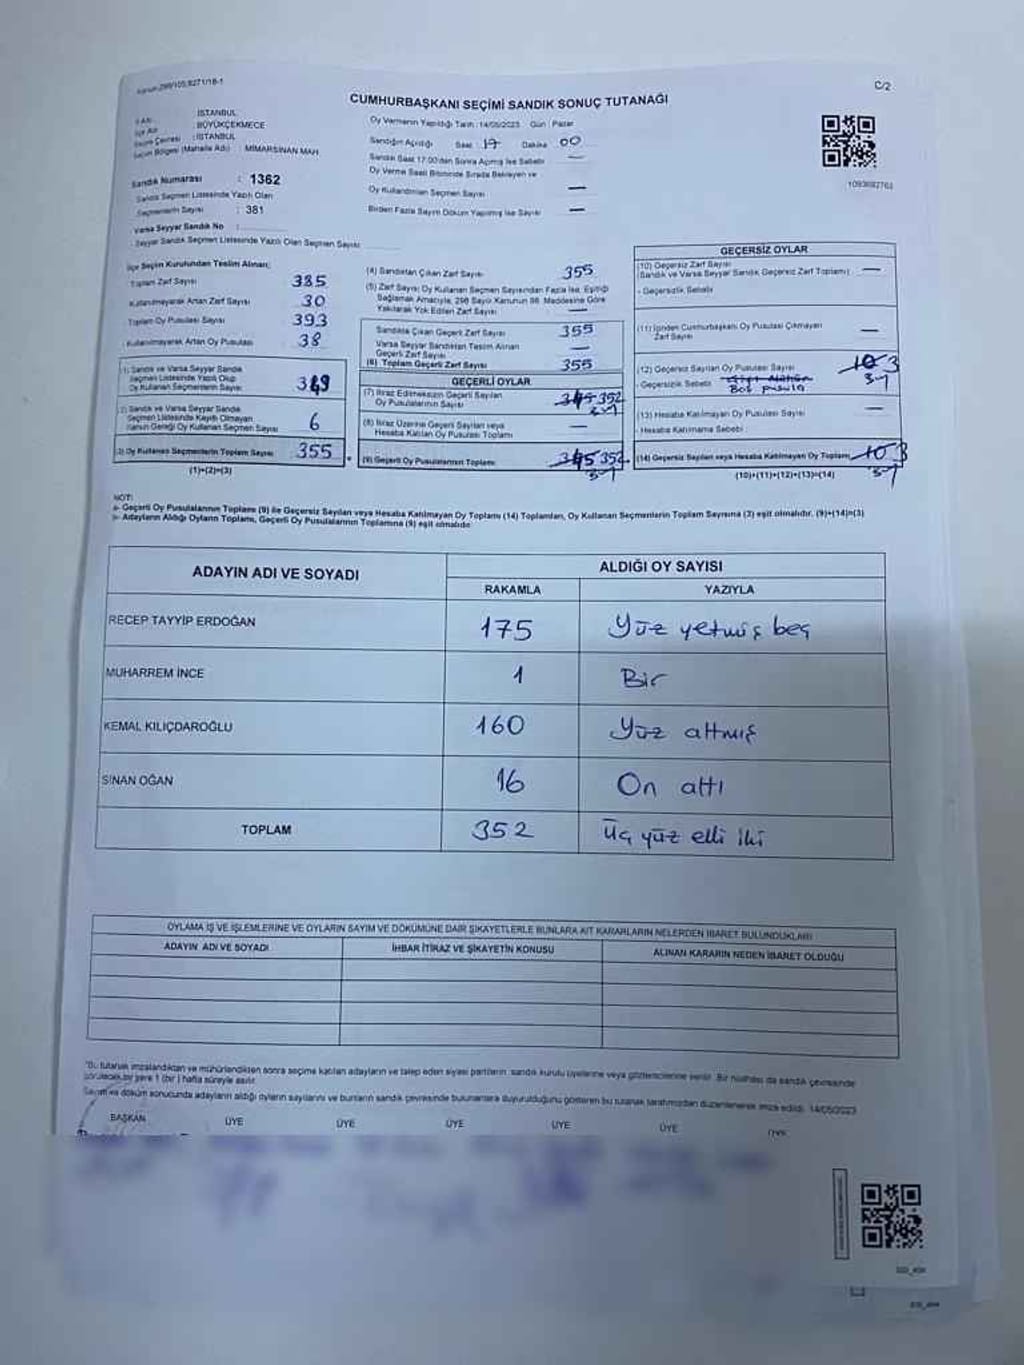 C/2
CUMHURBAŞKANI SEÇİMİ SANDIK SONUÇ TUTANAĞI
İSTANBUL
BÜYÜKÇEKMECE
Seçim Çevresi : İSTANBUL
Seçim Bölgesi (Mahalle Adı) : MİMARSİNAN MAH.
Sandık Numarası : 1362
Sandık Seçmen Listesinde Yazılı Olan
Seçmenlerin Sayısı : 381
Varsa Seyyar Sandık No :
Seyyar Sandık Seçmen Listesinde Yazılı Olan Seçmen Sayısı
Oy Vermenin Yapıldığı Tarih : 14/05/2023 Gün : Pazar
Sandığın Açıldığı Saat 17 Dakika 00
Sandık Saat 17:00'den Sonra Açılmış İse Sebebi —
Oy Verme Saati Bitiminde Sırada Bekleyen ve
Oy Kullandırılan Seçmen Sayısı —
Birden Fazla Sayım Döküm Yapılmış İse Sayısı —
1093692763
İlçe Seçim Kurulundan Teslim Alınan;
Toplam Zarf Sayısı 385
Kullanılmayarak Artan Zarf Sayısı 30
Toplam Oy Pusulası Sayısı 393
Kullanılmayarak Artan Oy Pusulası 38
(1) Sandık ve Varsa Seyyar Sandık
Seçmen Listesinde Yazılı Olup
Oy Kullanan Seçmenlerin Sayısı 349
(2) Sandık ve Varsa Seyyar Sandık
Seçmen Listesinde Kayıtlı Olmayan
Kanun Gereği Oy Kullanan Seçmen Sayısı 6
(3) Oy Kullanan Seçmenlerin Toplam Sayısı 355
(1)+(2)=(3)
(4) Sandıktan Çıkan Zarf Sayısı 355
(5) Zarf Sayısı Oy Kullanan Seçmen Sayısından Fazla İse, Eşitliği
Sağlamak Amacıyla, 298 Sayılı Kanunun 98. Maddesine Göre
Yakılarak Yok Edilen Zarf Sayısı —
Sandıkta Çıkan Geçerli Zarf Sayısı 355
Varsa Seyyar Sandıktan Teslim Alınan
Geçerli Zarf Sayısı —
(6) Toplam Geçerli Zarf Sayısı 355
GEÇERLİ OYLAR
(7) İtiraz Edilmeksizin Geçerli Sayılan
Oy Pusulalarının Sayısı 345 352
(8) İtiraz Üzerine Geçerli Sayılan veya
Hesaba Katılan Oy Pusulası Toplamı —
(9) Geçerli Oy Pusulalarının Toplamı 345 352
GEÇERSİZ OYLAR
(10) Geçersiz Zarf Sayısı
(Sandık ve Varsa Seyyar Sandık Geçersiz Zarf Toplamı) —
- Geçersizlik Sebebi
(11) İçinden Cumhurbaşkanı Oy Pusulası Çıkmayan
Zarf Sayısı —
(12) Geçersiz Sayılan Oy Pusulası Sayısı 10 3
- Geçersizlik Sebebi
Boş pusula
(13) Hesaba Katılmayan Oy Pusulası Sayısı —
- Hesaba Katılmama Sebebi
(14) Geçersiz Sayılan veya Hesaba Katılmayan Oy Toplamı 10 3
(10)+(11)+(12)+(13)=(14)
NOT:
a- Geçerli Oy Pusulalarının Toplamı (9) ile Geçersiz Sayılan veya Hesaba Katılmayan Oy Toplamı (14) Toplamları, Oy Kullanan Seçmenlerin Toplam Sayısına (3) eşit olmalıdır. (9)+(14)=(3)
b- Adayların Aldığı Oyların Toplamı, Geçerli Oy Pusulalarının Toplamına (9) eşit olmalıdır.
ADAYIN ADI VE SOYADI ALDIĞI OY SAYISI
RAKAMLA YAZIYLA
RECEP TAYYİP ERDOĞAN 175 Yüz yetmiş beş
MUHARREM İNCE 1 Bir
KEMAL KILIÇDAROĞLU 160 Yüz altmış
SİNAN OĞAN 16 On altı
TOPLAM 352 Üç yüz elli iki
OYLAMA İŞ VE İŞLEMLERİNE VE OYLARIN SAYIM VE DÖKÜMÜNE DAİR ŞİKAYETLERLE BUNLARA AİT KARARLARIN NELERDEN İBARET BULUNDUKLARI
ADAYIN ADI VE SOYADI İHBAR İTİRAZ VE ŞİKAYETİN KONUSU ALINAN KARARIN NEDEN İBARET OLDUĞU
*Bu tutanak imzalandıktan ve mühürlendikten sonra seçime katılan adayların ve talep eden siyasi partilerin sandık kurulu üyelerine veya gözlemcilerine verilir. Bir nüshası da sandık çevresinde
görülecek bir yere 1 (bir) hafta süreyle asılır.
Sayım ve döküm sonucunda adayların aldığı oyların sayılarını ve bunların sandık çevresinde bulunanlara duyurulduğunu gösteren bu tutanak tarafımızdan düzenlenerek imza edildi. 14/05/2023
BAŞKAN ÜYE ÜYE ÜYE ÜYE ÜYE ÜYE